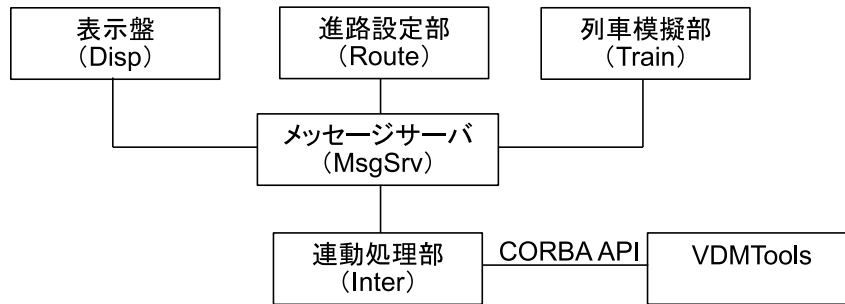 表示盤
（Disp）
進路設定部
（Route）
列車模擬部
（Train）
メッセージサーバ
（MsgSrv）
連動処理部
（Inter）
CORBA API
VDMTools